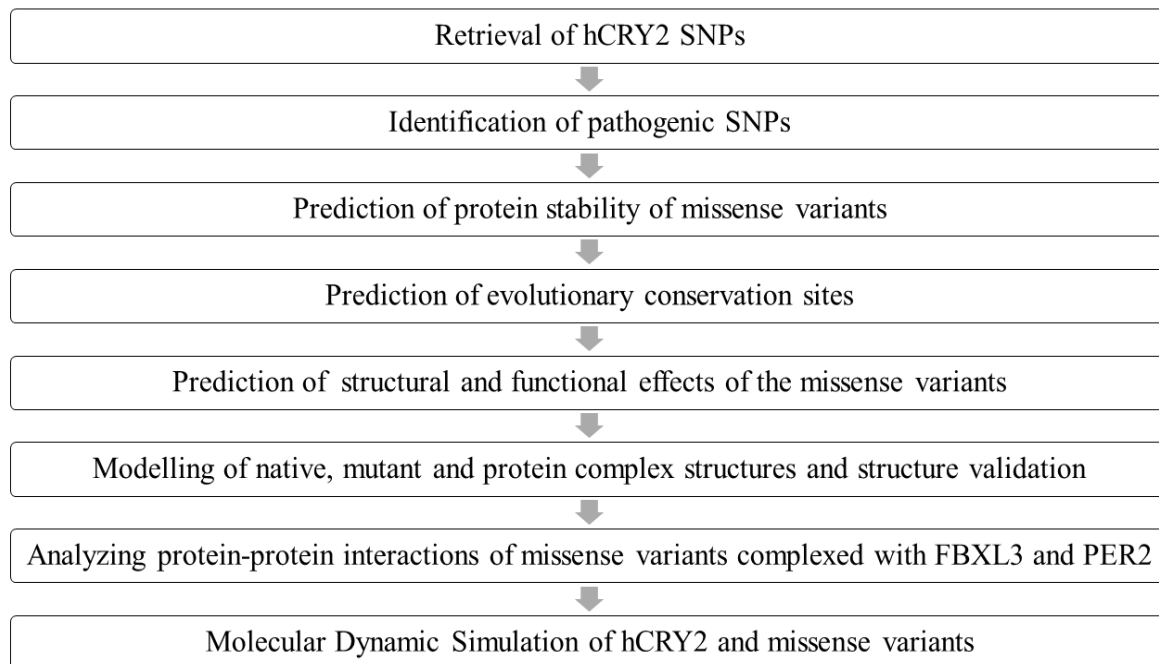 Retrieval of hCRY2 SNPs
Identification of pathogenic SNPs
Prediction of protein stability of missense variants
Prediction of evolutionary conservation sites
Prediction of structural and functional effects of the missense variants
Modelling of native, mutant and protein complex structures and structure validation
Analyzing protein-protein interactions of missense variants complexed with FBXL3 and PER2
Molecular Dynamic Simulation of hCRY2 and missense variants